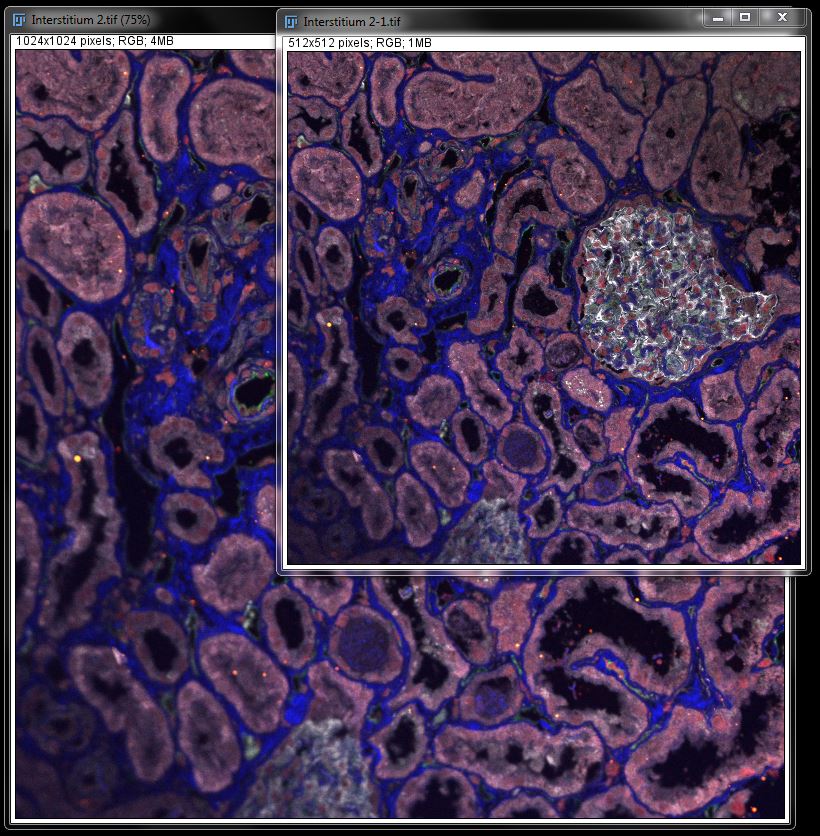 Interstitium 2.tif (75%)
1024x1024 pixels; RGB; 4MB
Interstitium 2-1.tif
512x512 pixels; RGB; 1MB